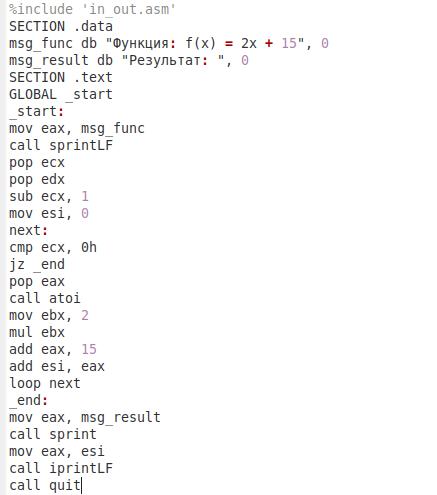 %include 'in_out.asm'
SECTION .data
msg_func db "Функция: f(x) = 2x + 15", 0
msg_result db "Результат: ", 0
SECTION .text
GLOBAL _start
_start:
mov eax, msg_func
call sprintLF
pop ecx
pop edx
sub ecx, 1
mov esi, 0
next:
cmp ecx, 0h
jz _end
pop eax
call atoi
mov ebx, 2
mul ebx
add eax, 15
add esi, eax
loop next
_end:
mov eax, msg_result
call sprint
mov eax, esi
call iprintLF
call quit